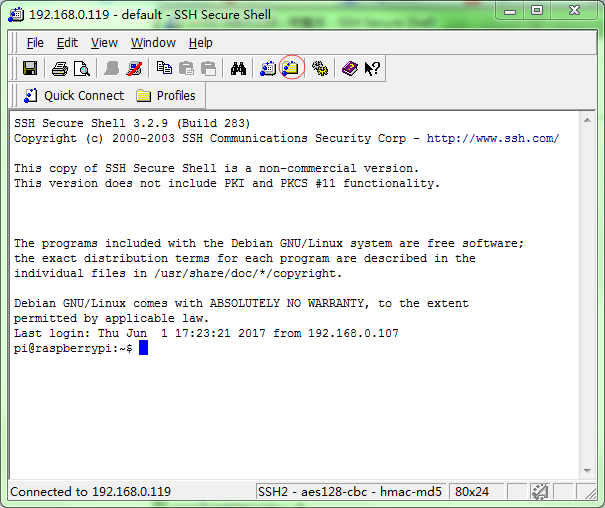 192.168.0.119 - default - SSH Secure Shell
File Edit View Window Help
Quick Connect Profiles
SSH Secure Shell 3.2.9 (Build 283)
Copyright (c) 2000-2003 SSH Communications Security Corp - http://www.ssh.com/
This copy of SSH Secure Shell is a non-commercial version.
This version does not include PKI and PKCS #11 functionality.
The programs included with the Debian GNU/Linux system are free software;
the exact distribution terms for each program are described in the
individual files in /usr/share/doc/*/copyright.
Debian GNU/Linux comes with ABSOLUTELY NO WARRANTY, to the extent
permitted by applicable law.
Last login: Thu Jun  1 17:23:21 2017 from 192.168.0.107
pi@raspberrypi:~$
Connected to 192.168.0.119 SSH2 - aes128-cbc - hmac-md5 80x24